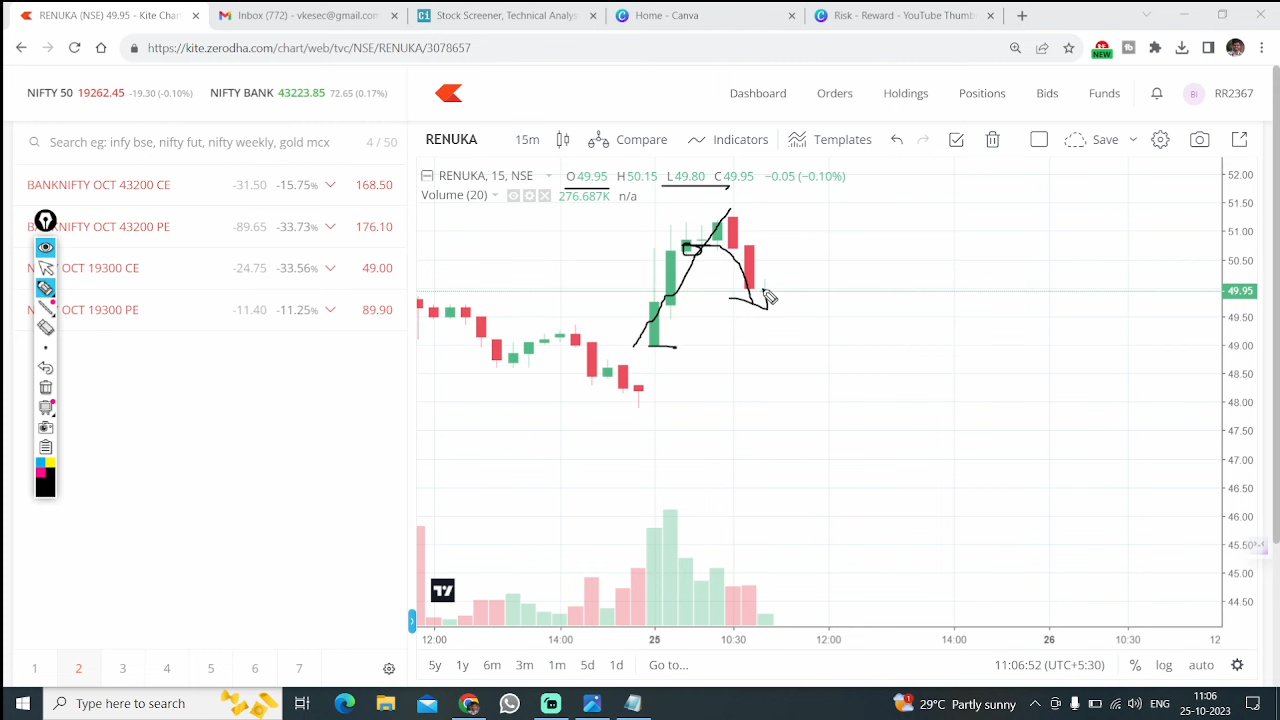 RENUKA (NSE) 49.95 - Kite Char
Inbox (772) - vkesec@gmail.com
Stock Screener, Technical Analys
Home - Canva
Risk - Reward - YouTube Thumb
https://kite.zerodha.com/chart/web/tvc/NSE/RENUKA/3078657
NEW
NIFTY 50 19262.45 -19.30 (-0.10%) NIFTY BANK 43223.85 72.65 (0.17%)
Dashboard Orders Holdings Positions Bids Funds BI RR2367
Search eg: infy bse, nifty fut, nifty weekly, gold mcx 4 / 50
RENUKA 15m Compare Indicators Templates Save
BANKNIFTY OCT 43200 CE -31.50 -15.75% 168.50
OCT 43200 PE -89.65 -33.73% 176.10
OCT 19300 CE -24.75 -33.56% 49.00
OCT 19300 PE -11.40 -11.25% 89.90
RENUKA, 15, NSE O49.95 H50.15 L49.80 C49.95 −0.05 (−0.10%)
Volume (20) 276.687K n/a
52.00
51.50
51.00
50.50
49.95
49.50
49.00
48.50
48.00
47.50
47.00
46.50
46.00
45.50
45.00
44.50
12:00 14:00 25 10:30 12:00 14:00 26 10:30 12
5y 1y 6m 3m 1m 5d 1d Go to... 11:06:52 (UTC+5:30) % log auto
1 2 3 4 5 6 7
Type here to search
1
29°C Partly sunny
11:06
25-10-2023